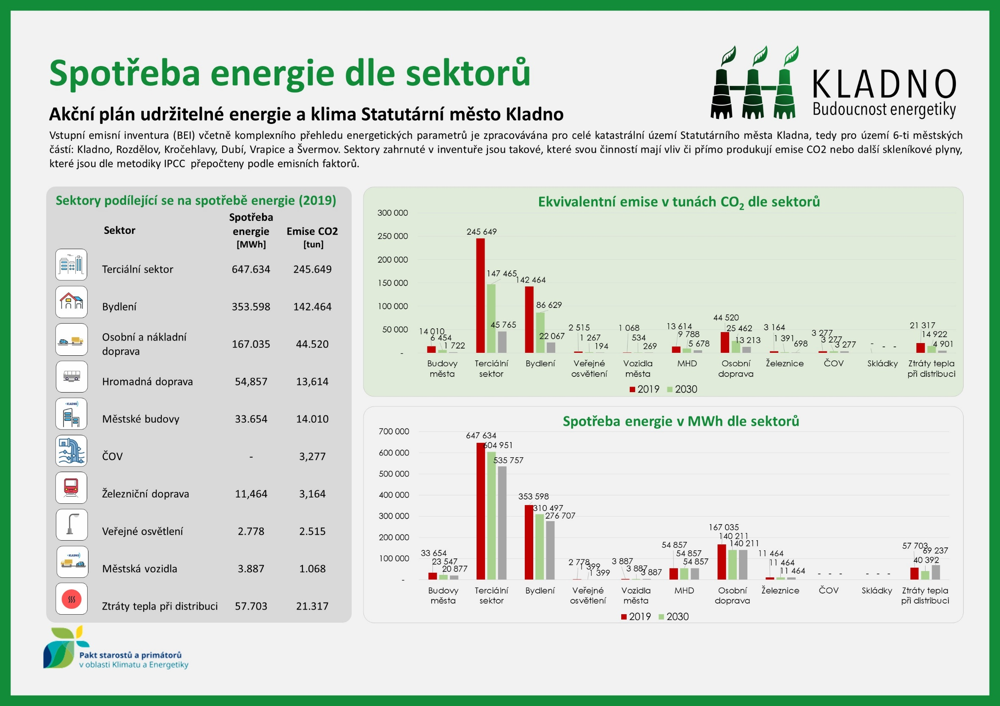 Spotřeba energie dle sektorů
KLADNO
Budoucnost energetiky
Akční plán udržitelné energie a klima Statutární město Kladno
Vstupní emisní inventura (BEI) včetně komplexního přehledu energetických parametrů je zpracovávána pro celé katastrální území Statutárního města Kladna, tedy pro území 6-ti městských
částí: Kladno, Rozdělov, Kročehlavy, Dubí, Vrapice a Švermov. Sektory zahrnuté v inventuře jsou takové, které svou činností mají vliv či přímo produkují emise CO2 nebo další skleníkové plyny,
které jsou dle metodiky IPCC přepočteny podle emisních faktorů.
Sektory podílející se na spotřebě energie (2019)
Sektor
Spotřeba
energie
[MWh]
Emise CO2
[tun]
Terciální sektor 647.634 245.649
Bydlení 353.598 142.464
Osobní a nákladní
doprava 167.035 44.520
Hromadná doprava 54,857 13,614
KLADNO
Městské budovy 33.654 14.010
ČOV - 3,277
Železniční doprava 11,464 3,164
Veřejné osvětlení 2.778 2.515
KLADNO
Městská vozidla 3.887 1.068
Ztráty tepla při distribuci 57.703 21.317
Ekvivalentní emise v tunách CO₂ dle sektorů
300 000
250 000
200 000
150 000
100 000
50 000
-
14 010 6 454 1 722
245 649 147 465 45 765
142 464 86 629 22 067
2 515 1 267 194
1 068 534 269
13 614 9 788 5 678
44 520 25 462 13 213
3 164 1 391 698
3 277 3 277 3 277
- - -
21 317 14 922 4 901
Budovy
města
Terciální
sektor
Bydlení
Veřejné
osvětlení
Vozidla
města
MHD
Osobní
doprava
Železnice
ČOV
Skládky
Ztráty tepla
při distribuci
2019 2030
Spotřeba energie v MWh dle sektorů
700 000
600 000
500 000
400 000
300 000
200 000
100 000
-
33 654 23 547 20 877
647 634 604 951 535 757
353 598 310 497 276 707
2 778 1 399 1 399
3 887 3 887 3 887
54 857 54 857 54 857
167 035 140 211 140 211
11 464 11 464 11 464
- - -
- - -
57 703 40 392 69 237
Budovy
města
Terciální
sektor
Bydlení
Veřejné
osvětlení
Vozidla
města
MHD
Osobní
doprava
Železnice
ČOV
Skládky
Ztráty tepla
při distribuci
2019 2030
Pakt starostů a primátorů
v oblasti Klimatu a Energetiky